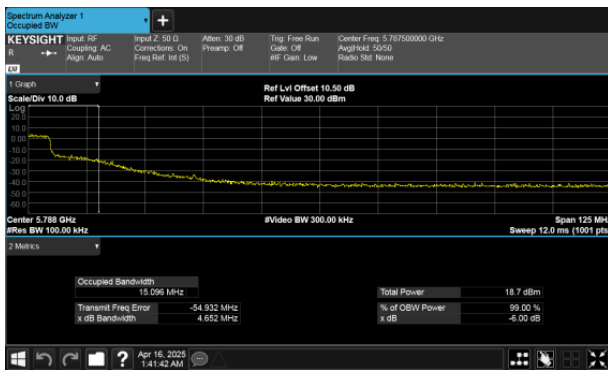 Spectrum Analyzer 1
Occupied BW
+
KEYSIGHT Input: RF Input Z: 50 Ω Atten: 30 dB Trig: Free Run Center Freq: 5.787500000 GHz
R Coupling: AC Corrections: On Preamp: Off Gate: Off Avg|Hold: 50/50
Align: Auto Freq Ref: Int (S) #IF Gain: Low Radio Std: None
LXI
1 Graph
Ref Lvl Offset 10.50 dB
Scale/Div 10.0 dB Ref Value 30.00 dBm
Log
20.0
10.0
0.00
-10.0
-20.0
-30.0
-40.0
-50.0
-60.0
Center 5.788 GHz #Video BW 300.00 kHz Span 125 MH
#Res BW 100.00 kHz Sweep 12.0 ms (1001 pts
2 Metrics
Occupied Bandwidth
15.096 MHz Total Power 18.7 dBm
Transmit Freq Error -54.932 MHz % of OBW Power 99.00 %
x dB Bandwidth 4.652 MHz x dB -6.00 dB
? Apr 16, 2025
1:41:42 AM